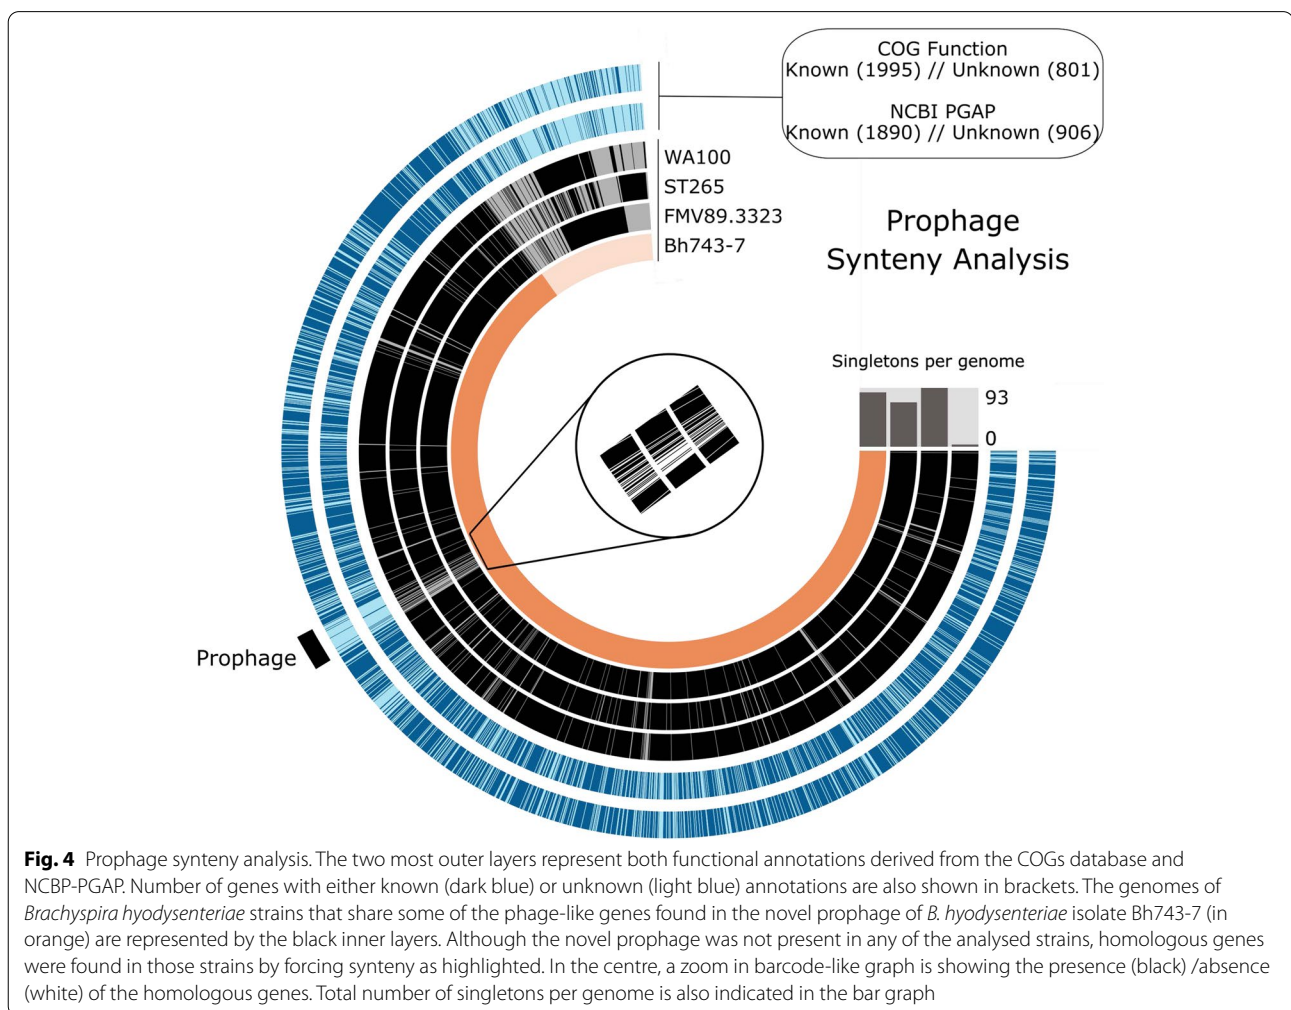 COG Function
Known (1995) // Unknown (801)
NCBI PGAP
Known (1890) // Unknown (906)
WA100
ST265
FMV89.3323
Bh743-7
Prophage
Synteny Analysis
Singletons per genome
93
0
Prophage
Fig. 4 Prophage synteny analysis. The two most outer layers represent both functional annotations derived from the COGs database and
NCBP-PGAP. Number of genes with either known (dark blue) or unknown (light blue) annotations are also shown in brackets. The genomes of
Brachyspira hyodysenteriae strains that share some of the phage-like genes found in the novel prophage of B. hyodysenteriae isolate Bh743-7 (in
orange) are represented by the black inner layers. Although the novel prophage was not present in any of the analysed strains, homologous genes
were found in those strains by forcing synteny as highlighted. In the centre, a zoom in barcode-like graph is showing the presence (black) /absence
(white) of the homologous genes. Total number of singletons per genome is also indicated in the bar graph